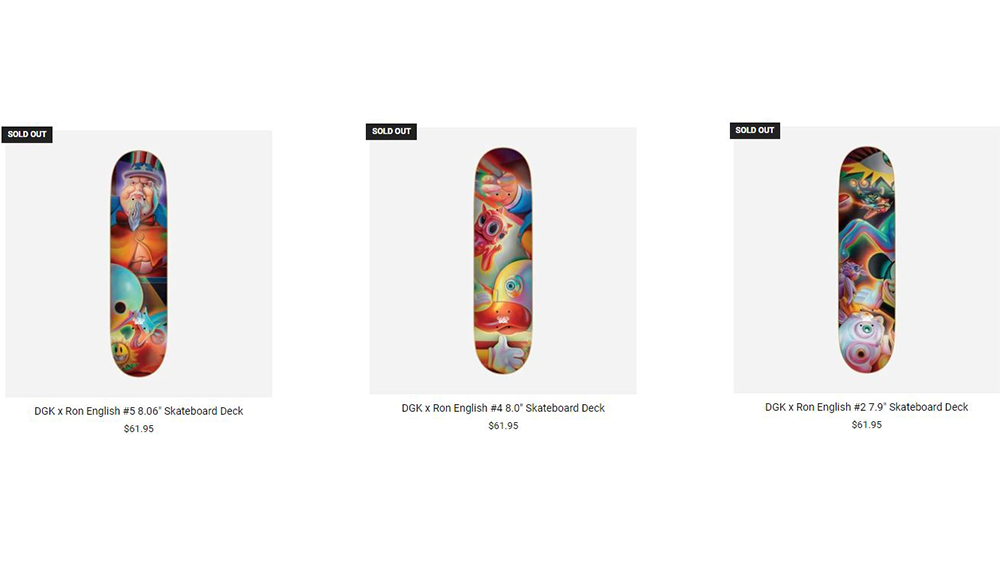 SOLD OUT
SOLD OUT
SOLD OUT
DGK x Ron English #5 8.06" Skateboard Deck
$61.95
DGK x Ron English #4 8.0" Skateboard Deck
$61.95
DGK x Ron English #2 7.9" Skateboard Deck
$61.95